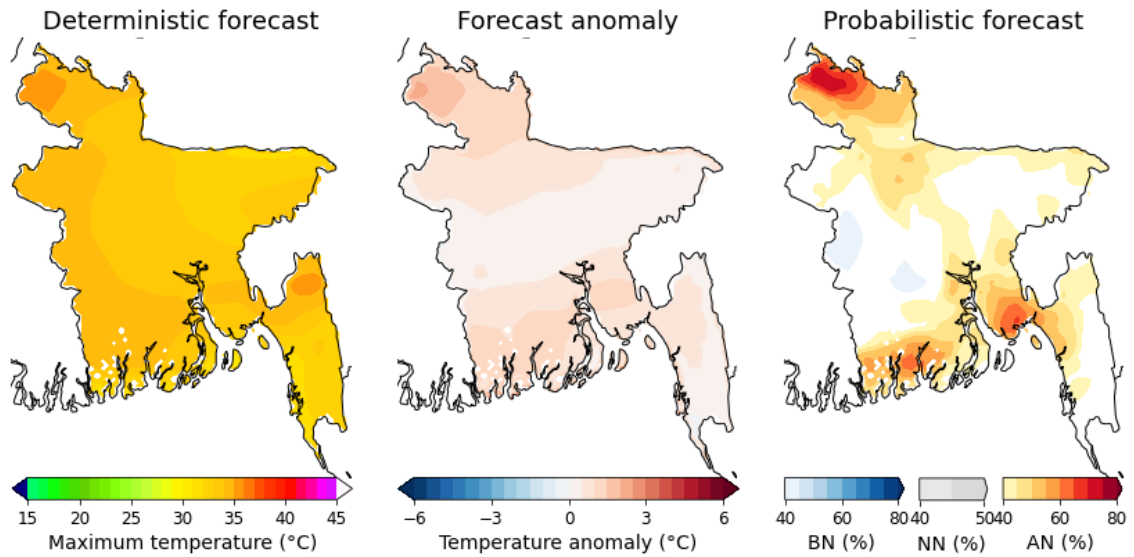 Deterministic forecast
Forecast anomaly
Probabilistic forecast
15 20 25 30 35 40 45
Maximum temperature (°C)
−6 −3 0 3 6
Temperature anomaly (°C)
40 60 80
BN (%)
40 50
NN (%)
40 60 80
AN (%)